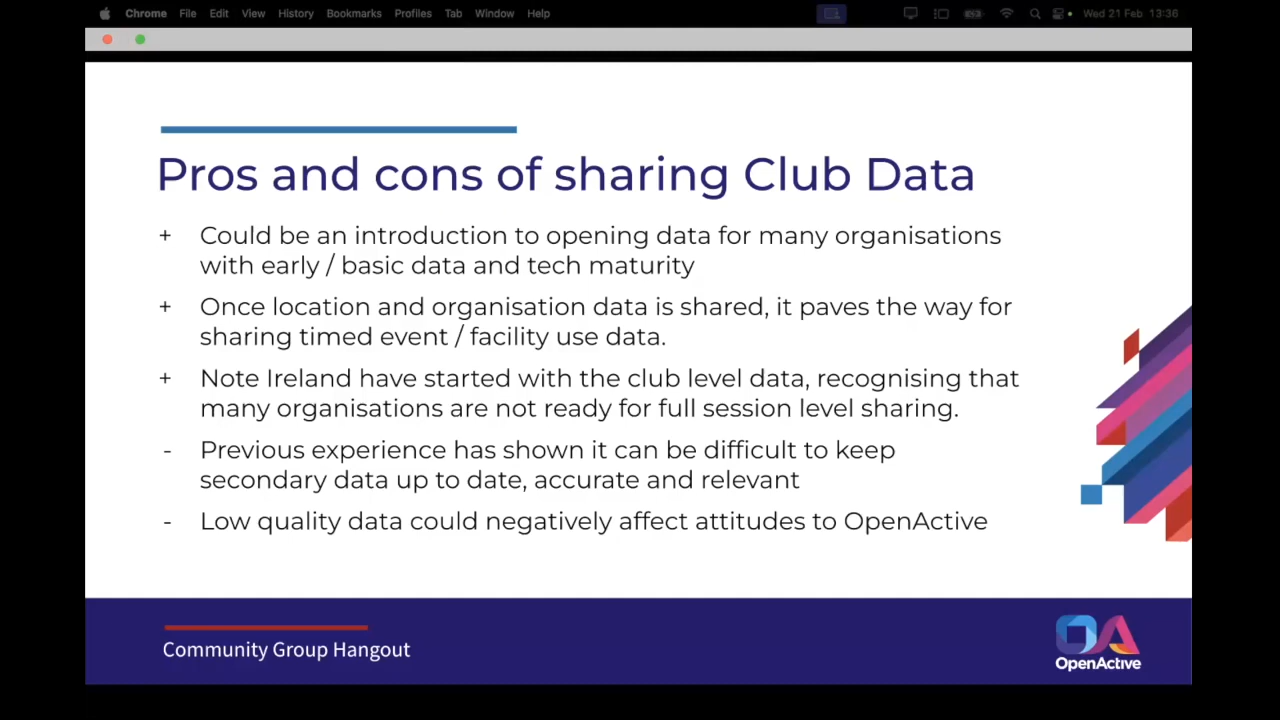 Chrome File Edit View History Bookmarks Profiles Tab Window Help Wed 21 Feb 13:36
Pros and cons of sharing Club Data
+ Could be an introduction to opening data for many organisations
with early / basic data and tech maturity
+ Once location and organisation data is shared, it paves the way for
sharing timed event / facility use data.
+ Note Ireland have started with the club level data, recognising that
many organisations are not ready for full session level sharing.
- Previous experience has shown it can be difficult to keep
secondary data up to date, accurate and relevant
- Low quality data could negatively affect attitudes to OpenActive
Community Group Hangout
OA
OpenActive